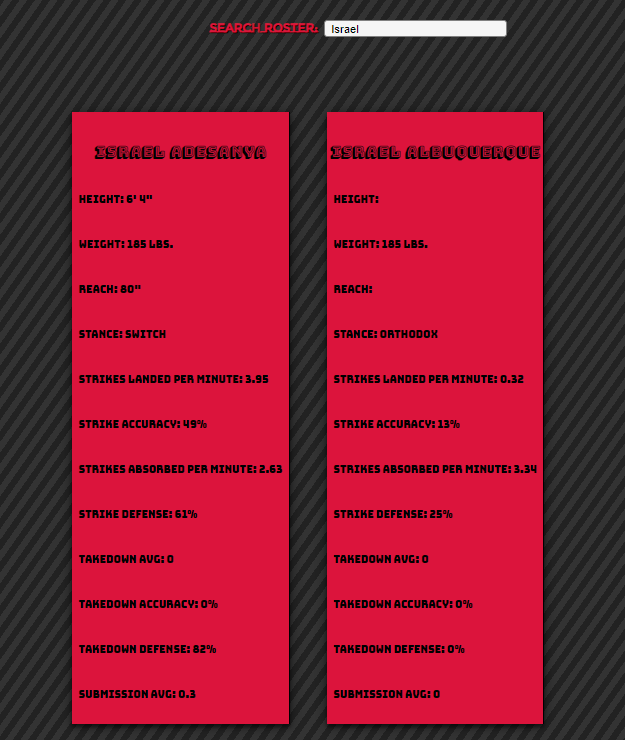 SEARCH ROSTER: Israel
ISRAEL ADESANYA
HEIGHT: 6' 4"
WEIGHT: 185 LBS.
REACH: 80"
STANCE: SWITCH
STRIKES LANDED PER MINUTE: 3.95
STRIKE ACCURACY: 49%
STRIKES ABSORBED PER MINUTE: 2.63
STRIKE DEFENSE: 61%
TAKEDOWN AVG: 0
TAKEDOWN ACCURACY: 0%
TAKEDOWN DEFENSE: 82%
SUBMISSION AVG: 0.3
ISRAEL ALBUQUERQUE
HEIGHT:
WEIGHT: 185 LBS.
REACH:
STANCE: ORTHODOX
STRIKES LANDED PER MINUTE: 0.32
STRIKE ACCURACY: 13%
STRIKES ABSORBED PER MINUTE: 3.34
STRIKE DEFENSE: 25%
TAKEDOWN AVG: 0
TAKEDOWN ACCURACY: 0%
TAKEDOWN DEFENSE: 0%
SUBMISSION AVG: 0